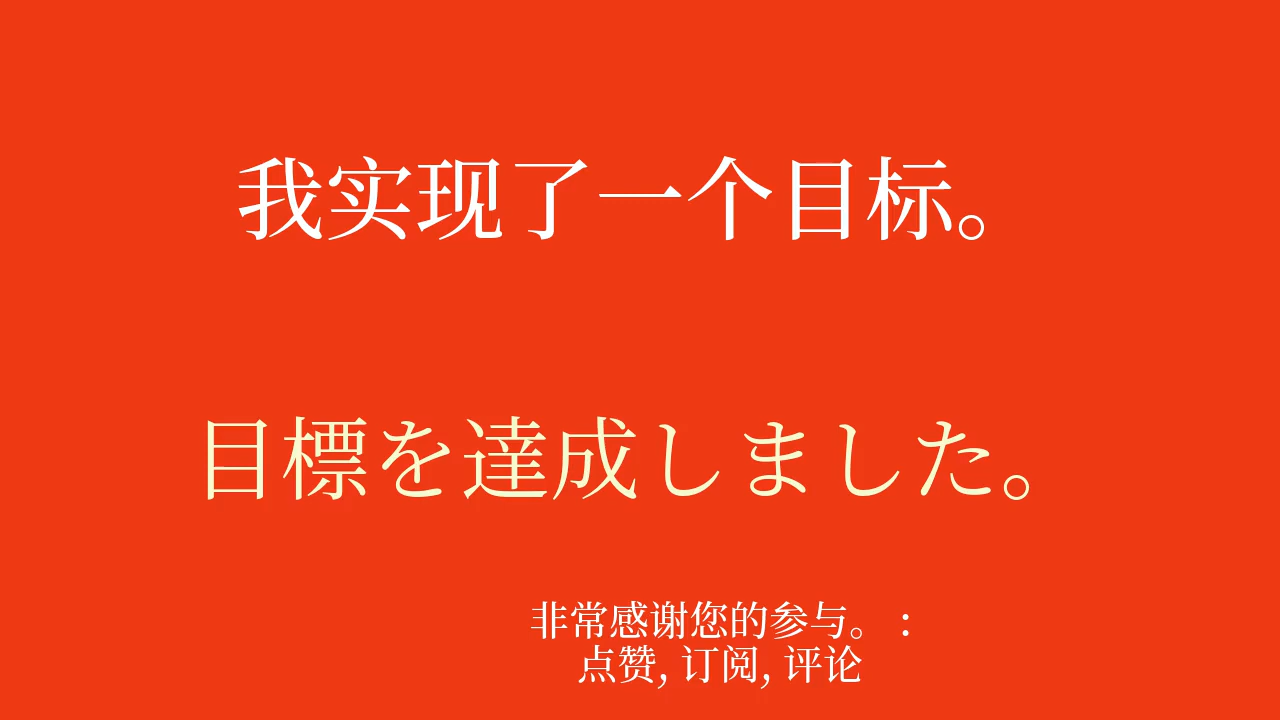 我实现了一个目标。
目標を達成しました。
非常感谢您的参与。 :
点赞, 订阅, 评论